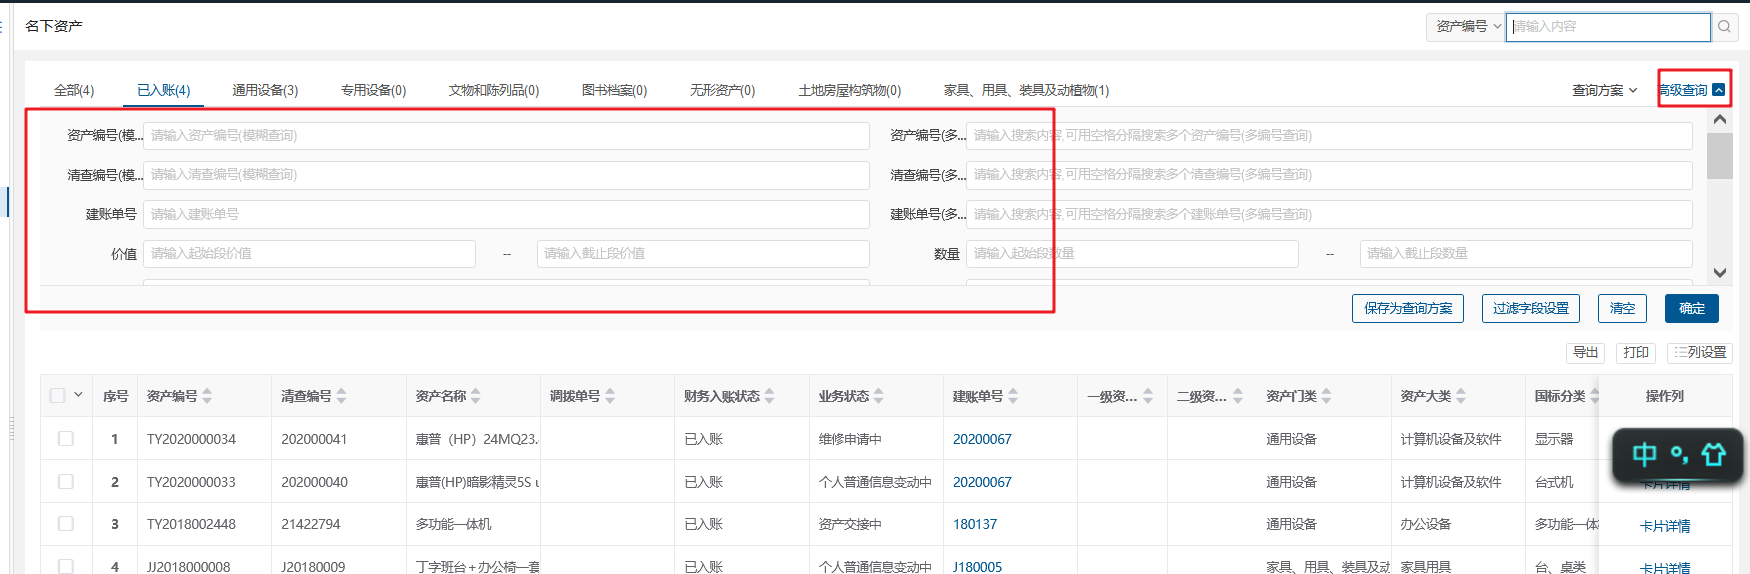 名下资产
资产编号 请输入内容
全部(4) 已入账(4) 通用设备(3) 专用设备(0) 文物和陈列品(0) 图书档案(0) 无形资产(0) 土地房屋构筑物(0) 家具、用具、装具及动植物(1) 查询方案 高级查询
资产编号(模... 请输入资产编号(模糊查询) 资产编号(多... 请输入搜索内容,可用空格分隔搜索多个资产编号(多编号查询)
清查编号(模... 请输入清查编号(模糊查询) 清查编号(多... 请输入搜索内容,可用空格分隔搜索多个清查编号(多编号查询)
建账单号 请输入建账单号 建账单号(多... 请输入搜索内容,可用空格分隔搜索多个建账单号(多编号查询)
价值 请输入起始段价值 -- 请输入截止段价值 数量 请输入起始段数量 -- 请输入截止段数量
保存为查询方案 过滤字段设置 清空 确定
导出 打印 列设置
序号 资产编号 清查编号 资产名称 调拨单号 财务入账状态 业务状态 建账单号 一级资... 二级资... 资产门类 资产大类 国标分类 操作列
1 TY2020000034 202000041 惠普（HP）24MQ23. 已入账 维修申请中 20200067 通用设备 计算机设备及软件 显示器
中 °,
2 TY2020000033 202000040 惠普(HP)暗影精灵5S 已入账 个人普通信息变动中 20200067 通用设备 计算机设备及软件 台式机 卡片详情
3 TY2018002448 21422794 多功能一体机 已入账 资产交接中 180137 通用设备 办公设备 多功能一体 卡片详情
4 JJ2018000008 J20180009 丁字班台＋办公椅一套 已入账 个人普通信息变动中 J180005 家具、用具、装具及动 家具用具 台、桌类 卡片详情